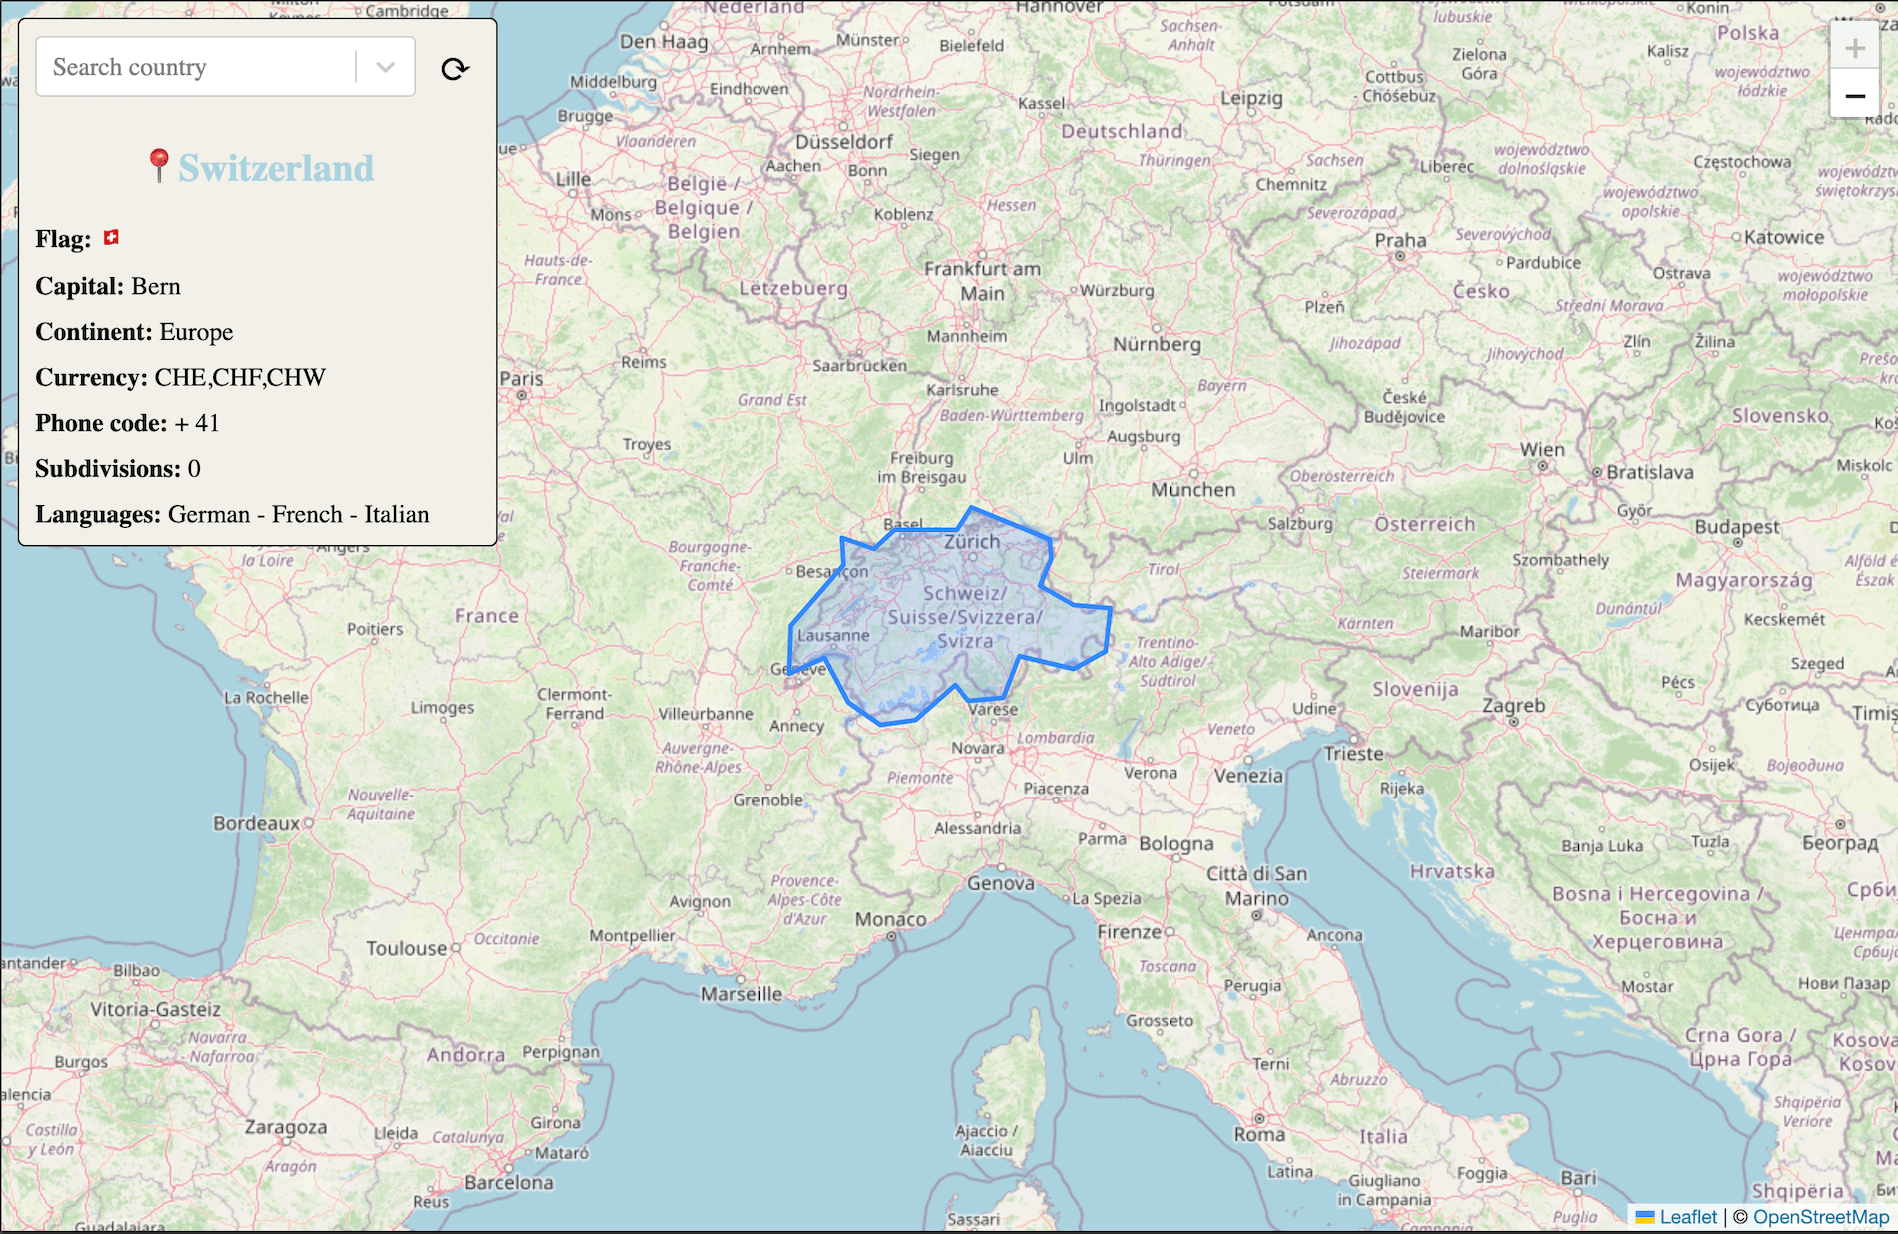 Search country
Switzerland
Flag:
Capital: Bern
Continent: Europe
Currency: CHE,CHF,CHW
Phone code: + 41
Subdivisions: 0
Languages: German - French - Italian
+
−
Cambridge
Nederland
Hannover
Konin
lubuskie
Den Haag
Arnhem
Münster
Bielefeld
Sachsen-
Anhalt
Polska
Kalisz
Zielona
Góra
Middelburg
Eindhoven
Nordrhein-
Westfalen
Kassel
Leipzig
Cottbus
- Chóśebuz
województwo
łódzkie
Brugge
Vlaanderen
Düsseldorf
Siegen
Deutschland
Thüringen
Sachsen
Liberec
województwo
dolnośląskie
Częstochowa
Lille
Aachen
Bonn
België /
Belgique /
Belgien
Chemnitz
województwo
opolskie
Mons
Koblenz
Hessen
Severozápad
Praha
Severovýchod
Katowice
Hauts-de-
France
Frankfurt am
Main
Pardubice
Ostrava
województwo
małopolskie
Lëtzebuerg
Würzburg
Plzeň
Česko
Střední Morava
Mannheim
Nürnberg
Jihozápad
Jihovýchod
Zlín
Žilina
Reims
Saarbrücken
Paris
Karlsruhe
Bayern
Grand Est
Baden-Württemberg
Ingolstadt
České
Budějovice
Slovensko
Troyes
Freiburg
im Breisgau
Ulm
Augsburg
München
Oberösterreich
Wien
Bratislava
Miskolc
Basel
Zürich
Salzburg
Österreich
Győr
Budapest
la Loire
Bourgogne-
Franche-
Comté
Besançon
Tirol
Steiermark
Szombathely
Magyarország
Alföld é
Észak
France
Schweiz/
Suisse/Svizzera/
Svizra
Dunántúl
Kecskemét
Poitiers
Lausanne
Trentino-
Alto Adige/
Südtirol
Kärnten
Maribor
Szeged
Genève
La Rochelle
Limoges
Clermont-
Ferrand
Villeurbanne
Annecy
Varese
Udine
Slovenija
Zagreb
Pécs
Суботица
Auvergne-
Rhône-Alpes
Novara
Lombardia
Veneto
Trieste
Osijek
Војводина
Piemonte
Piacenza
Verona
Venezia
Rijeka
Nouvelle-
Aquitaine
Grenoble
Bordeaux
Alessandria
Parma
Bologna
Banja Luka
Tuzla
Београд
Provence-
Alpes-Côte
d'Azur
Genova
Città di San
Marino
Hrvatska
Bosna i Hercegovina /
Босна и
Херцеговина
Avignon
La Spezia
Monaco
Firenze
Ancona
Toulouse
Occitanie
Montpellier
Toscana
Bilbao
Marseille
Perugia
Mostar
Нови Пазар
Vitoria-Gasteiz
Grosseto
Navarra
- Nafarroa
Burgos
Andorra
Perpignan
Terni
Abruzzo
Crna Gora /
Црна Гора
Zaragoza
Lleida
Catalunya
Girona
Mataró
Castilla
y León
Aragón
Ajaccio /
Aiacciu
Roma
Italia
Shqipëria
Veriore
Barcelona
Reus
Latina
Giugliano
in Campania
Foggia
Bari
Shqipëria
Sassari
Puglia
Leaflet | © OpenStreetMap